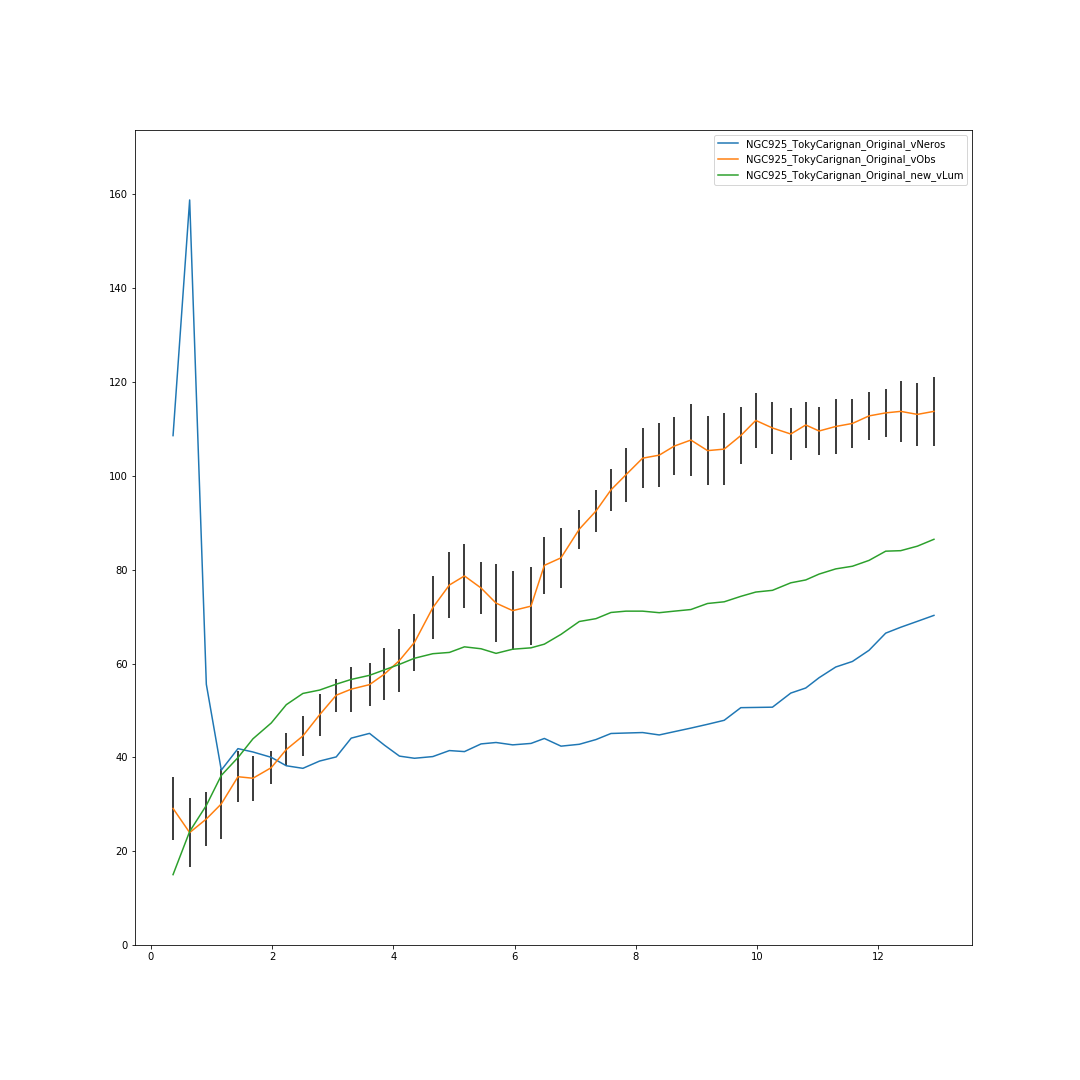 NGC925_TokyCarignan_Original_vNeros
NGC925_TokyCarignan_Original_vObs
NGC925_TokyCarignan_Original_new_vLum
160
140
120
100
80
60
40
20
0
0 2 4 6 8 10 12